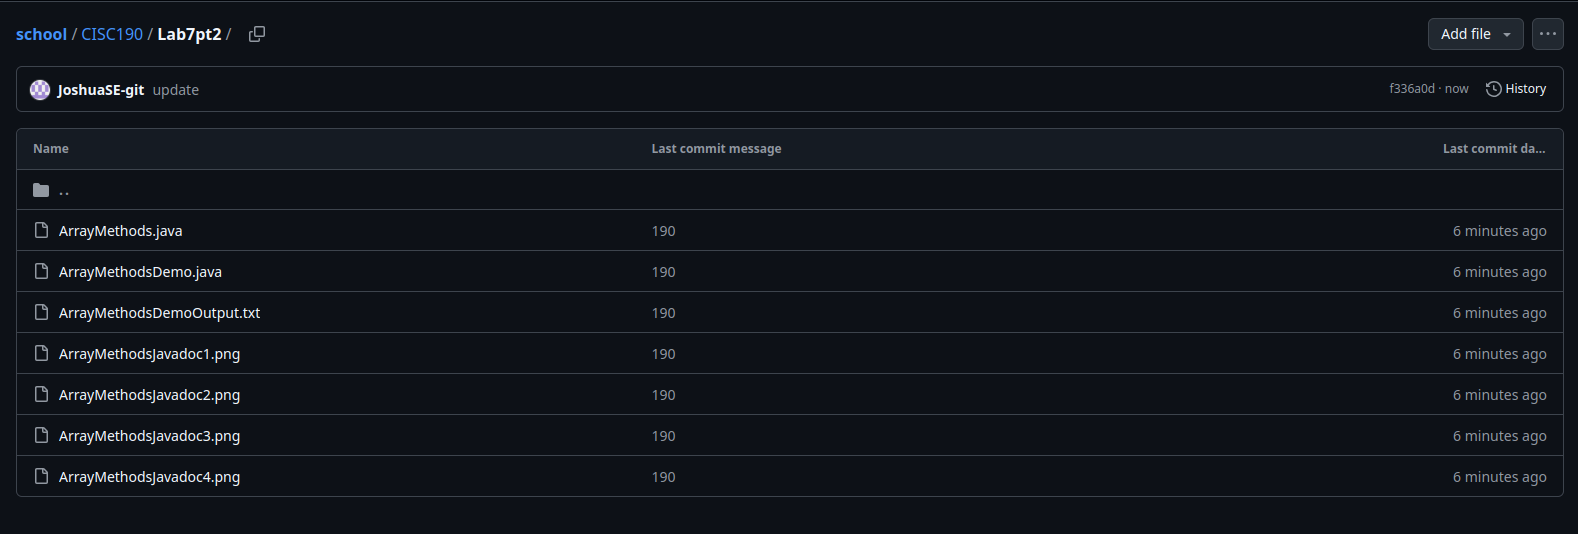 school / CISC190 / Lab7pt2 /
Add file
JoshuaSE-git update
f336a0d · now History
Name Last commit message Last commit da...
..
ArrayMethods.java 190 6 minutes ago
ArrayMethodsDemo.java 190 6 minutes ago
ArrayMethodsDemoOutput.txt 190 6 minutes ago
ArrayMethodsJavadoc1.png 190 6 minutes ago
ArrayMethodsJavadoc2.png 190 6 minutes ago
ArrayMethodsJavadoc3.png 190 6 minutes ago
ArrayMethodsJavadoc4.png 190 6 minutes ago